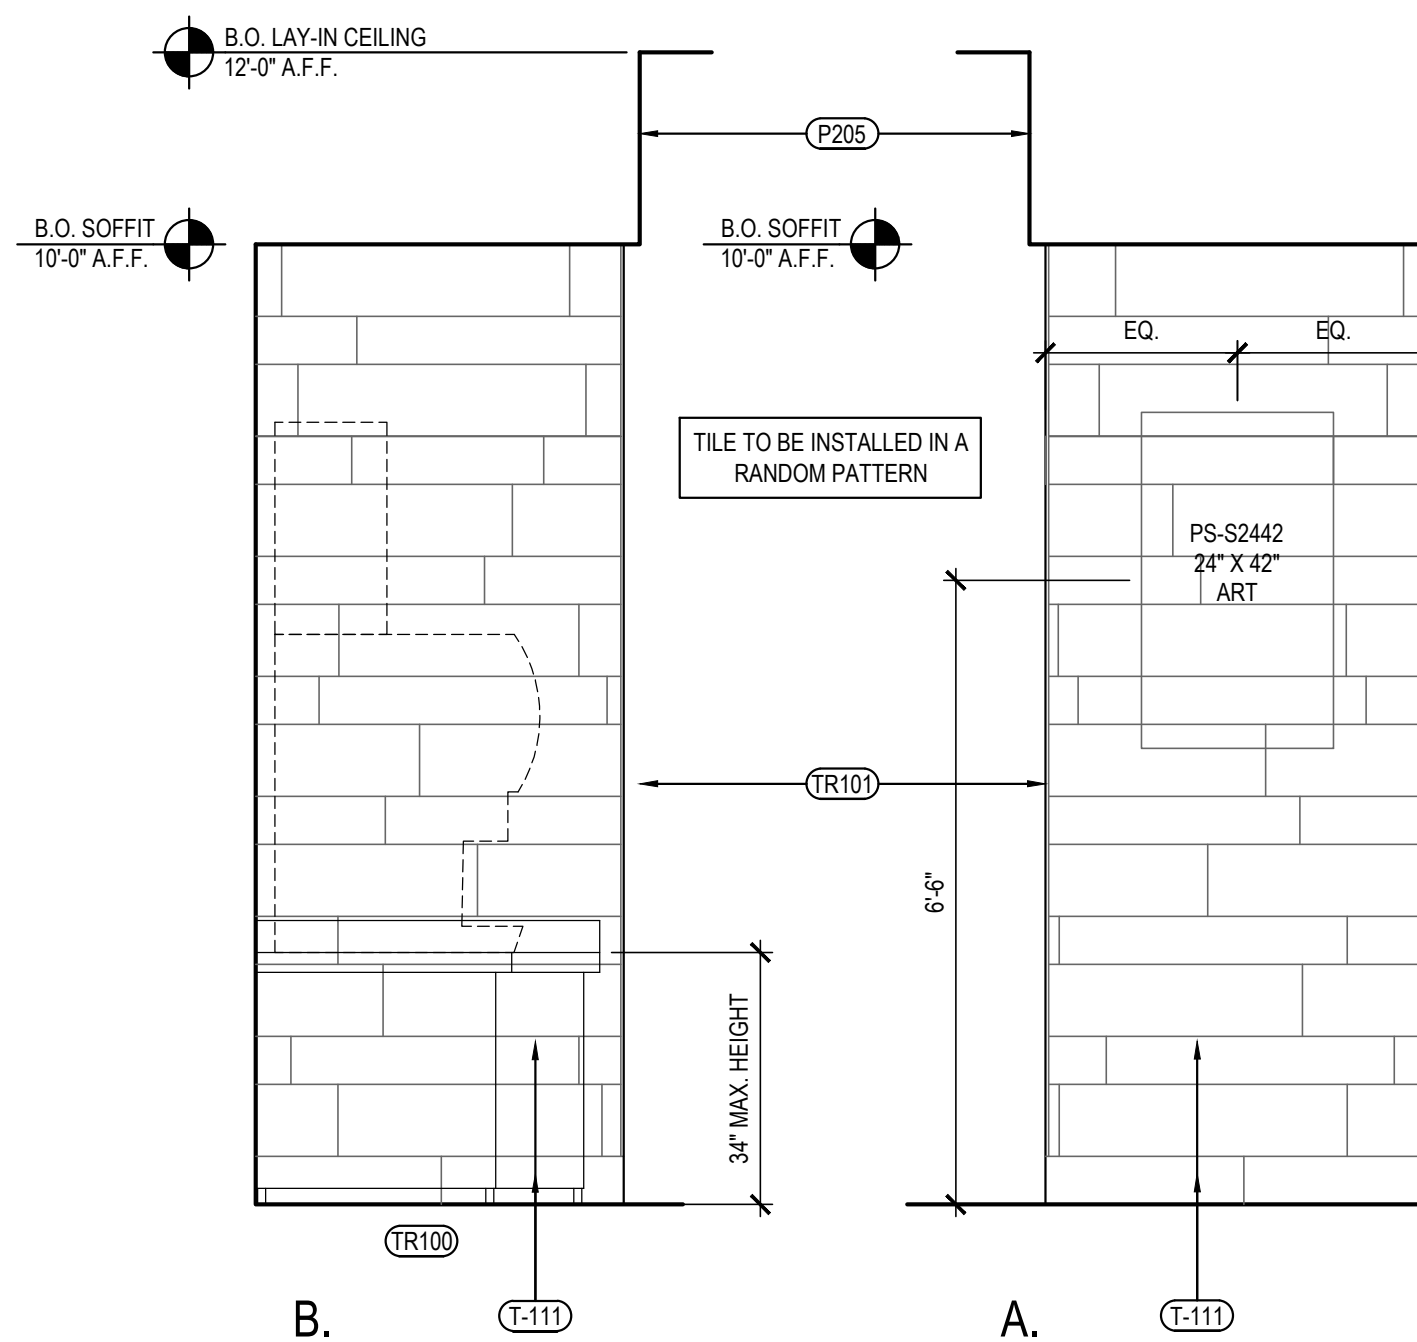 B.O. LAY-IN CEILING
12'-0" A.F.F.
P205
B.O. SOFFIT
10'-0" A.F.F.
B.O. SOFFIT
10'-0" A.F.F.
EQ.
EQ.
TILE TO BE INSTALLED IN A
RANDOM PATTERN
PS-S2442
24" X 42"
ART
TR101
6'-6"
34" MAX. HEIGHT
TR100
B.
T-111
A.
T-111